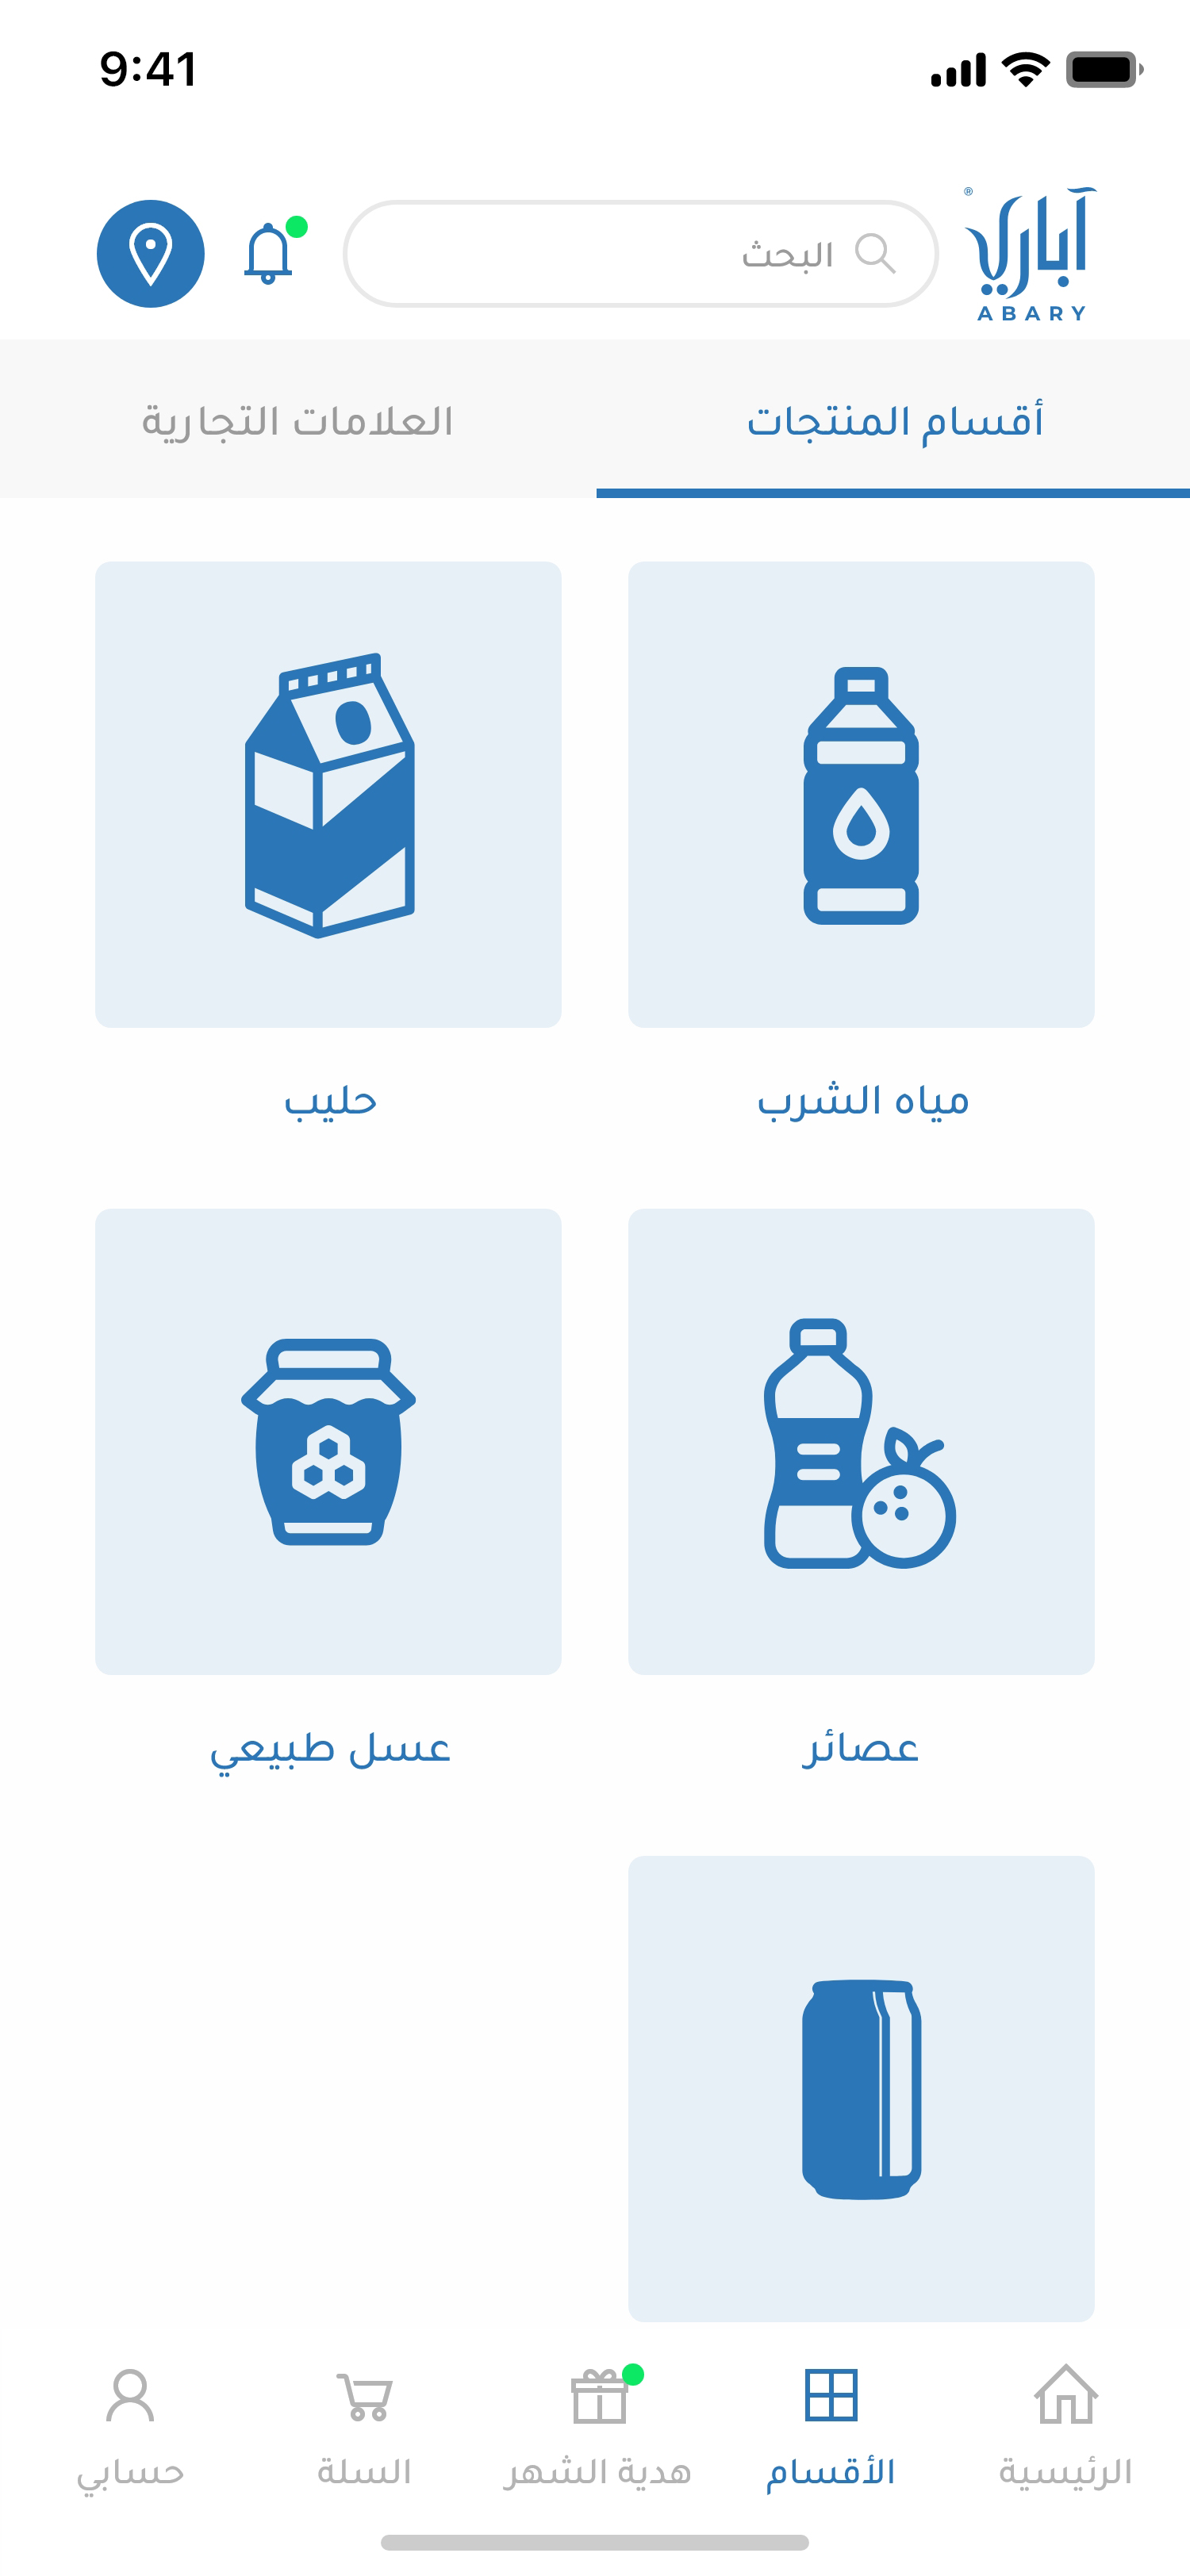 9:41
آباري ®
ABARY
البحث
أقسام المنتجات
العلامات التجارية
مياه الشرب
حليب
عصائر
عسل طبيعي
الرئيسية
الأقسام
هدية الشهر
السلة
حسابي